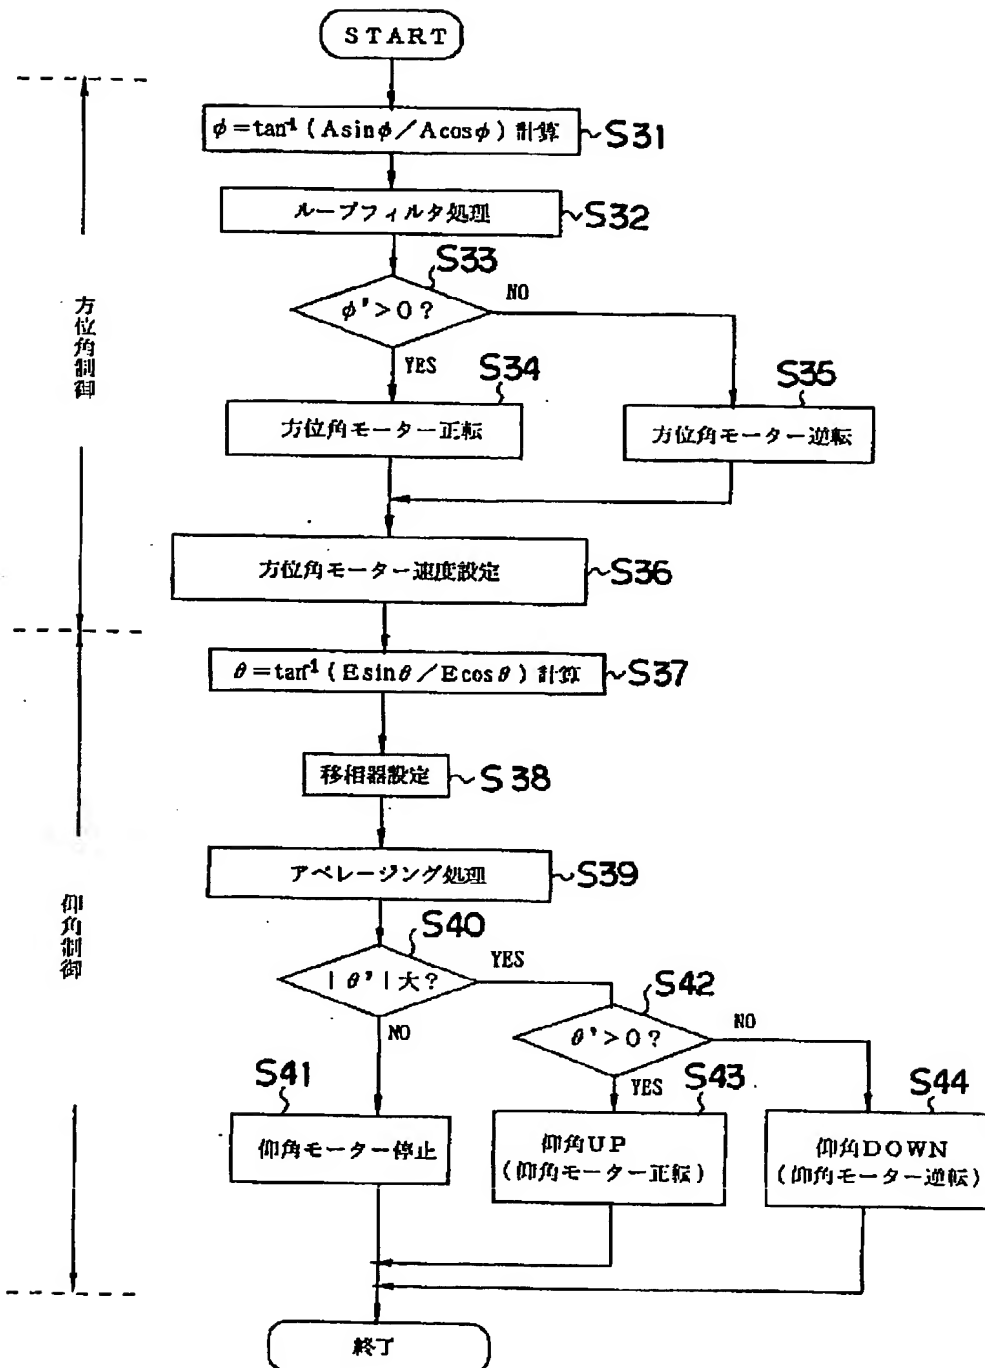 START
φ=tan⁻¹(Asinφ/Acosφ)計算
S31
ループフィルタ処理
S32
S33
φ'>0?
NO
YES
方位角制御
S34
方位角モーター正転
S35
方位角モーター逆転
方位角モーター速度設定
S36
θ=tan⁻¹(Esinθ/Ecosθ)計算
S37
移相器設定
S38
アベレージング処理
S39
仰角制御
S40
|θ'|大?
YES
NO
S42
θ'>0?
NO
YES
S41
仰角モーター停止
S43
仰角UP
(仰角モーター正転)
S44
仰角DOWN
(仰角モーター逆転)
終了